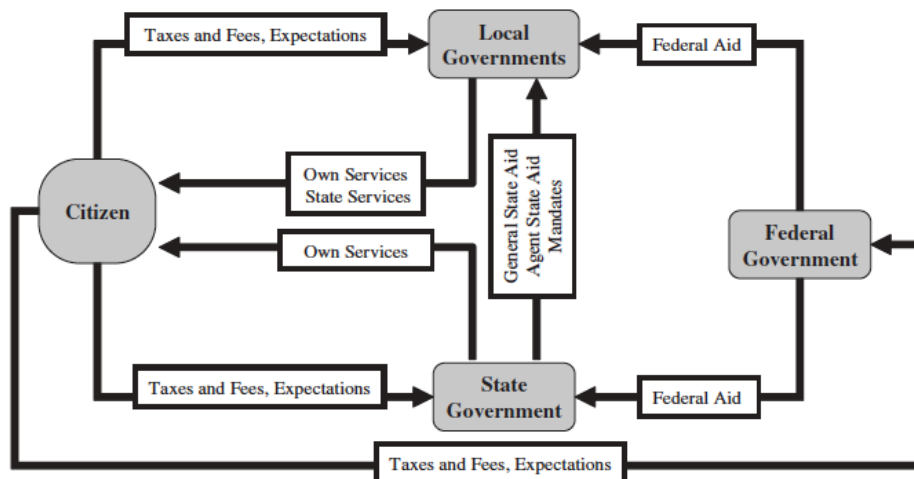 Taxes and Fees, Expectations
Local
Governments
Federal Aid
Own Services
State Services
General State Aid
Agent State Aid
Mandates
Citizen
Own Services
Federal
Government
Taxes and Fees, Expectations
State
Government
Federal Aid
Taxes and Fees, Expectations